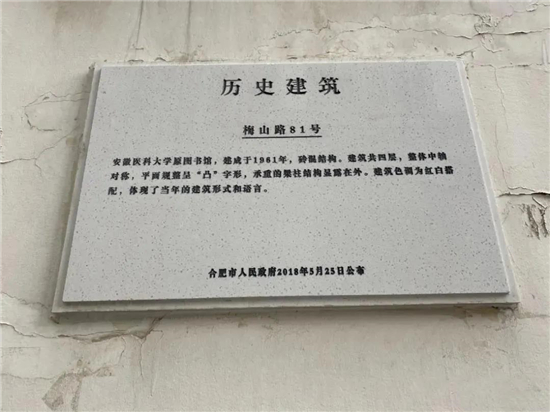 历史建筑
梅山路81号
安徽医科大学原图书馆，建成于1961年，砖混结构。建筑共四层，整体中轴
对称，平面规整呈“凸”字形，承重的梁柱结构显露在外。建筑色调为红白搭
配，体现了当年的建筑形式和语言。
合肥市人民政府2018年5月25日公布